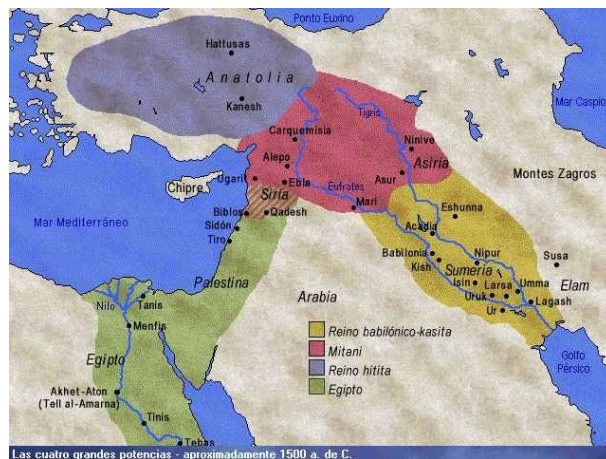 Ponto Euxino
Hattusas
Anatolia
Kanesh
Mar Caspio
Tigris
Carquemisia
Ninive
Alepo
Asiria
Montes Zagros
Ugarit
Ebla
Asur
Chipre
Siria
Eufrates
Mari
Eshunna
Biblos
Qadesh
Mar Mediterráneo
Sidón
Acadia
Tiro
Babilonia
Nipur
Susa
Kish
Sumeria
Palestina
Isin
Larsa
Umma
Elam
Arabia
Uruk
Lagash
Nilo
Tanis
Ur
Menfis
Reino babilónico-kasita
Mitani
Golfo
Pérsico
Egipto
Reino hitita
Egipto
Akhet-Aton
(Tell al-Amarna)
Tinis
Tebas
Las cuatro grandes potencias - aproximadamente 1500 a. de C.